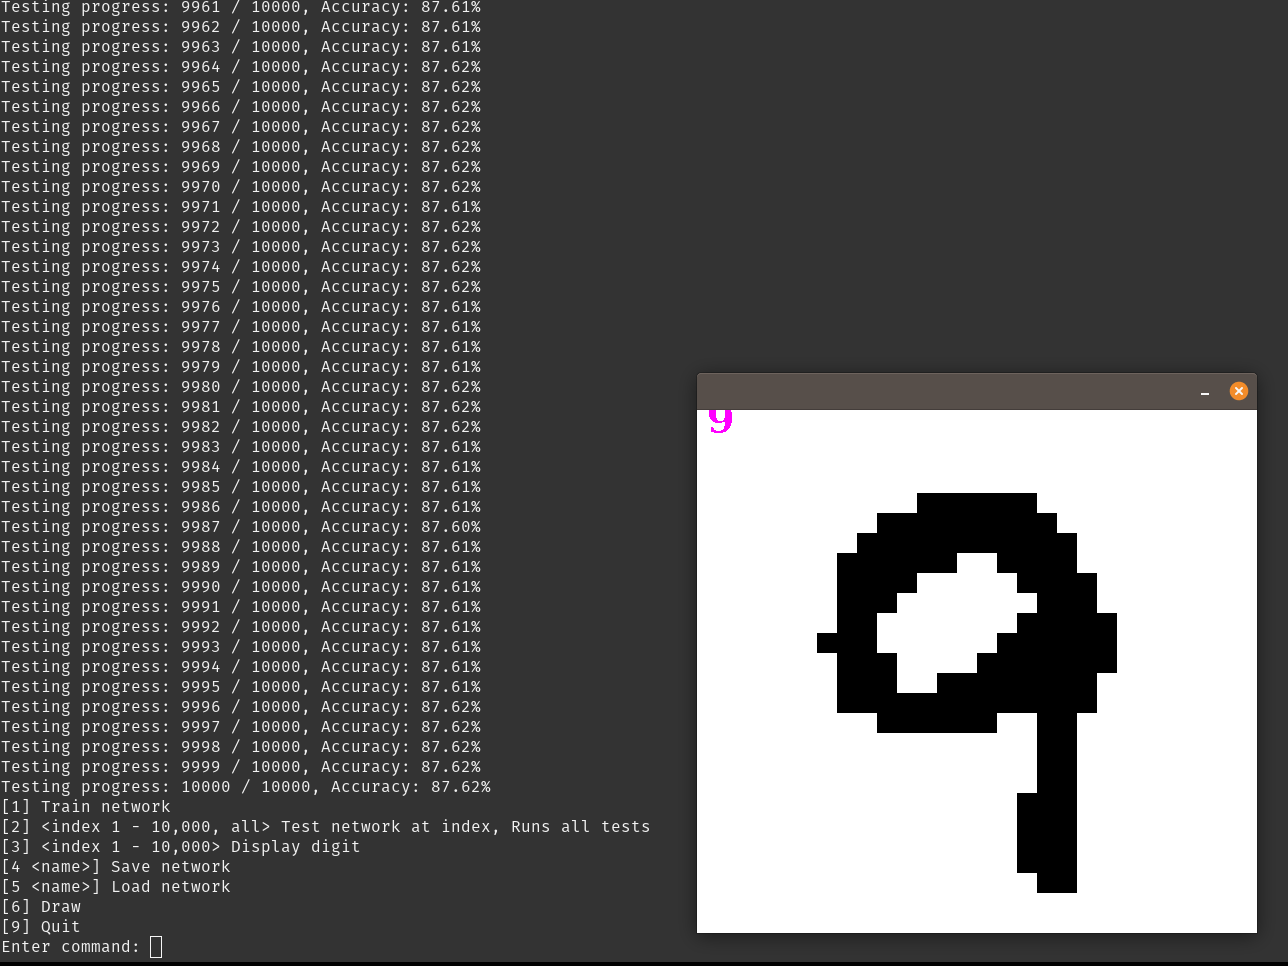 Testing progress: 9961 / 10000, Accuracy: 87.61%
Testing progress: 9962 / 10000, Accuracy: 87.61%
Testing progress: 9963 / 10000, Accuracy: 87.61%
Testing progress: 9964 / 10000, Accuracy: 87.62%
Testing progress: 9965 / 10000, Accuracy: 87.62%
Testing progress: 9966 / 10000, Accuracy: 87.62%
Testing progress: 9967 / 10000, Accuracy: 87.62%
Testing progress: 9968 / 10000, Accuracy: 87.62%
Testing progress: 9969 / 10000, Accuracy: 87.62%
Testing progress: 9970 / 10000, Accuracy: 87.62%
Testing progress: 9971 / 10000, Accuracy: 87.61%
Testing progress: 9972 / 10000, Accuracy: 87.62%
Testing progress: 9973 / 10000, Accuracy: 87.62%
Testing progress: 9974 / 10000, Accuracy: 87.62%
Testing progress: 9975 / 10000, Accuracy: 87.62%
Testing progress: 9976 / 10000, Accuracy: 87.61%
Testing progress: 9977 / 10000, Accuracy: 87.61%
Testing progress: 9978 / 10000, Accuracy: 87.61%
Testing progress: 9979 / 10000, Accuracy: 87.61%
Testing progress: 9980 / 10000, Accuracy: 87.62%
Testing progress: 9981 / 10000, Accuracy: 87.62%
Testing progress: 9982 / 10000, Accuracy: 87.62%
Testing progress: 9983 / 10000, Accuracy: 87.61%
Testing progress: 9984 / 10000, Accuracy: 87.61%
Testing progress: 9985 / 10000, Accuracy: 87.61%
Testing progress: 9986 / 10000, Accuracy: 87.61%
Testing progress: 9987 / 10000, Accuracy: 87.60%
Testing progress: 9988 / 10000, Accuracy: 87.61%
Testing progress: 9989 / 10000, Accuracy: 87.61%
Testing progress: 9990 / 10000, Accuracy: 87.61%
Testing progress: 9991 / 10000, Accuracy: 87.61%
Testing progress: 9992 / 10000, Accuracy: 87.61%
Testing progress: 9993 / 10000, Accuracy: 87.61%
Testing progress: 9994 / 10000, Accuracy: 87.61%
Testing progress: 9995 / 10000, Accuracy: 87.61%
Testing progress: 9996 / 10000, Accuracy: 87.62%
Testing progress: 9997 / 10000, Accuracy: 87.62%
Testing progress: 9998 / 10000, Accuracy: 87.62%
Testing progress: 9999 / 10000, Accuracy: 87.62%
Testing progress: 10000 / 10000, Accuracy: 87.62%
[1] Train network
[2] <index 1 - 10,000, all> Test network at index, Runs all tests
[3] <index 1 - 10,000> Display digit
[4 <name>] Save network
[5 <name>] Load network
[6] Draw
[9] Quit
Enter command:
9
9